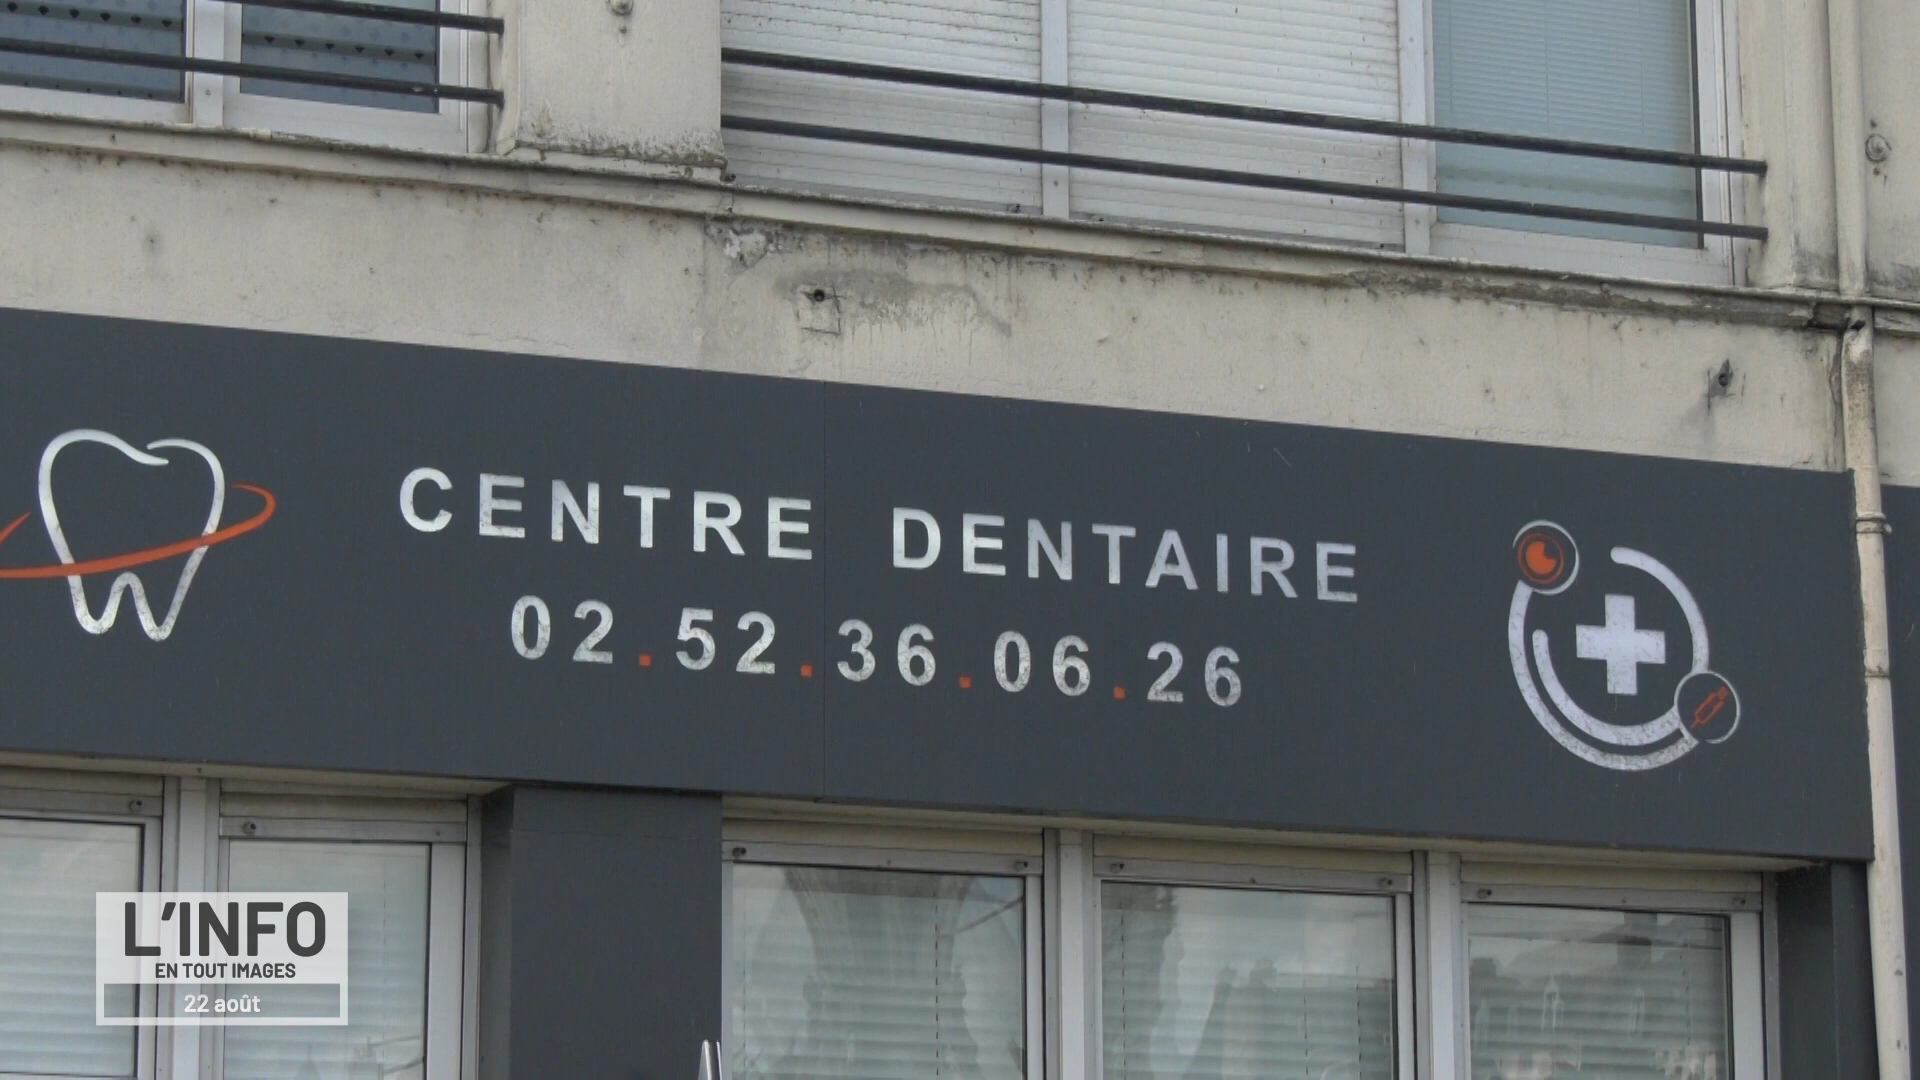 CENTRE DENTAIRE
02.52.36.06.26
L'INFO
EN TOUT IMAGES
22 août